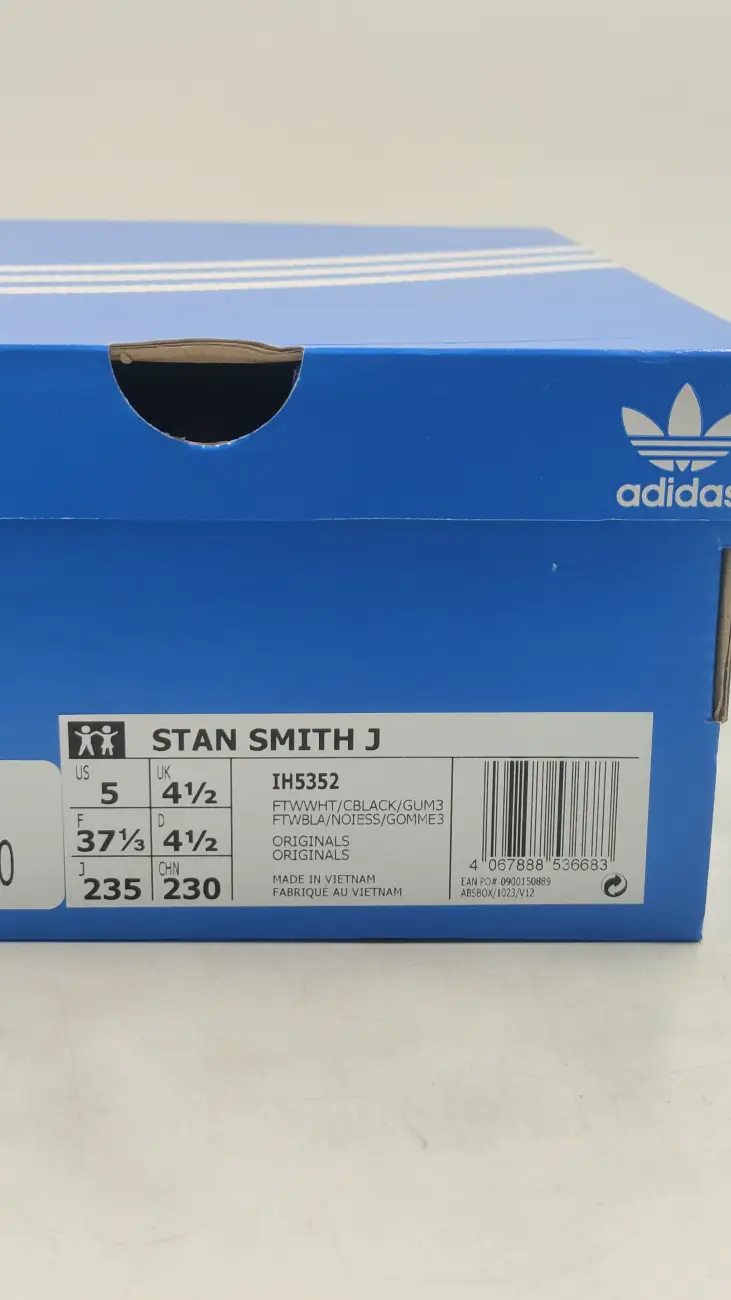 adidas
STAN SMITH J
US 5 UK 4½
F 37⅓ D 4½
J 235 CHN 230
IH5352
FTWWHT/CBLACK/GUM3
FTWBLA/NOIESS/GOMME3
ORIGINALS
ORIGINALS
MADE IN VIETNAM
FABRIQUÉ AU VIETNAM
4 067888 536683
EAN PO# 0900150889
ABSBOX/1023/V12
0